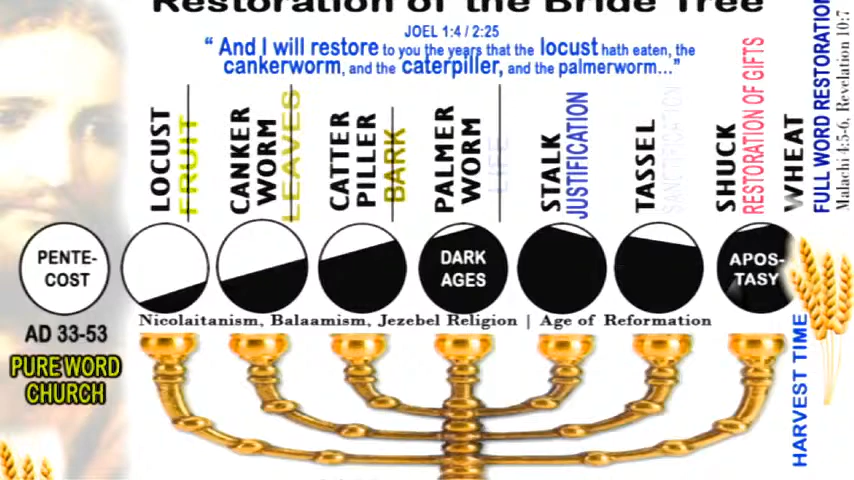 Restoration of the Bride Tree
JOEL 1:4 / 2:25
“ And I will restore to you the years that the locust hath eaten, the
cankerworm, and the caterpiller, and the palmerworm...”
LOCUST
FRUIT
CANKER
WORM
LEAVES
CATTER
PILLER
BARK
PALMER
WORM
LIFE
STALK
JUSTIFICATION
TASSEL
SANCTIFICATION
SHUCK
RESTORATION OF GIFTS
WHEAT
FULL WORD RESTORATION
Malachi 4:5-6, Revelation 10:7
PENTE-
COST
DARK
AGES
APOS-
TASY
Nicolaitanism, Balaamism, Jezebel Religion | Age of Reformation
AD 33-53
PURE WORD
CHURCH
HARVEST TIME